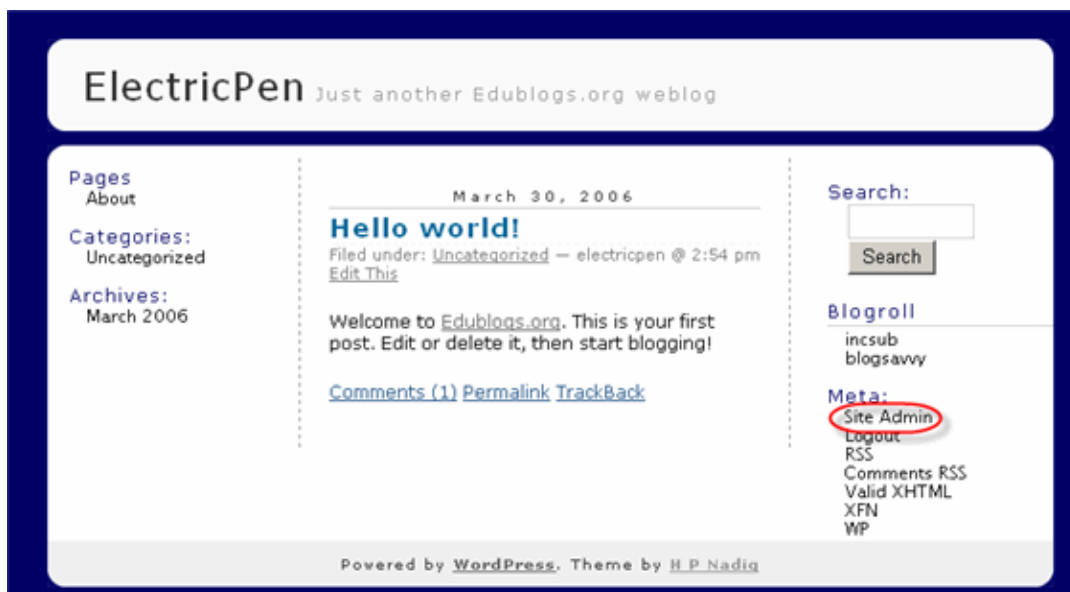 ElectricPen Just another Edublogs.org weblog
Pages
About
Categories:
Uncategorized
Archives:
March 2006
March 30, 2006
Hello world!
Filed under: Uncategorized — electricpen @ 2:54 pm
Edit This
Welcome to Edublogs.org. This is your first
post. Edit or delete it, then start blogging!
Comments (1) Permalink TrackBack
Search:
Search
Blogroll
incsub
blogsavvy
Meta:
Site Admin
Logout
RSS
Comments RSS
Valid XHTML
XFN
WP
Powered by WordPress. Theme by H P Nadig